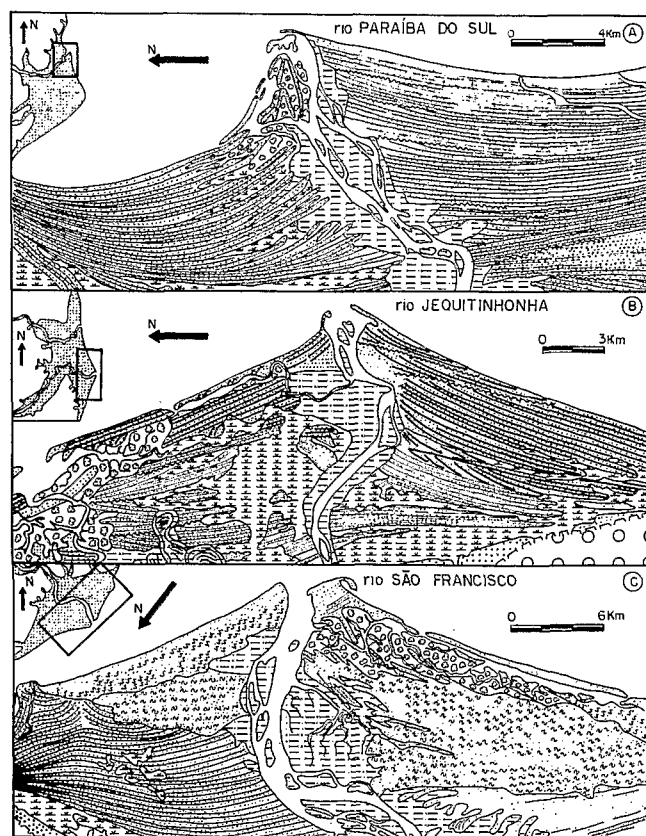 rio PARAÍBA DO SUL
0 4Km
A
N
N
rio JEQUITINHONHA
B
N
N
0 3Km
rio SÃO FRANCISCO
C
N
N
0 6Km